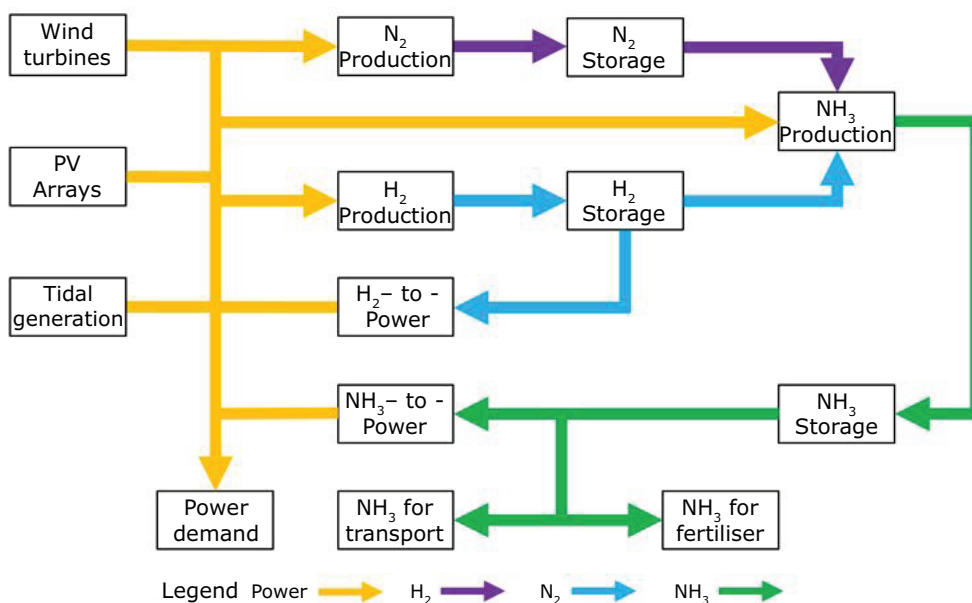 Wind
turbines
N₂
Production
N₂
Storage
NH₃
Production
PV
Arrays
H₂
Production
H₂
Storage
Tidal
generation
H₂– to -
Power
NH₃– to -
Power
NH₃
Storage
Power
demand
NH₃ for
transport
NH₃ for
fertiliser
Legend Power H₂ N₂ NH₃